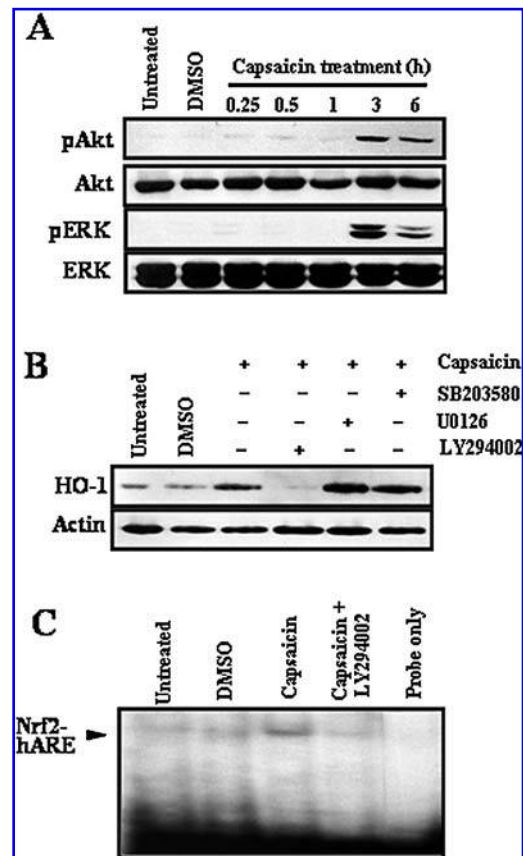 A
Untreated
DMSO
Capsaicin treatment (h)
0.25 0.5 1 3 6
pAkt
Akt
pERK
ERK
B
Untreated
DMSO
+ + + + Capsaicin
– – – + SB203580
– – + – U0126
– + – – LY294002
HO-1
Actin
C
Untreated
DMSO
Capsaicin
Capsaicin +
LY294002
Probe only
Nrf2-
hARE